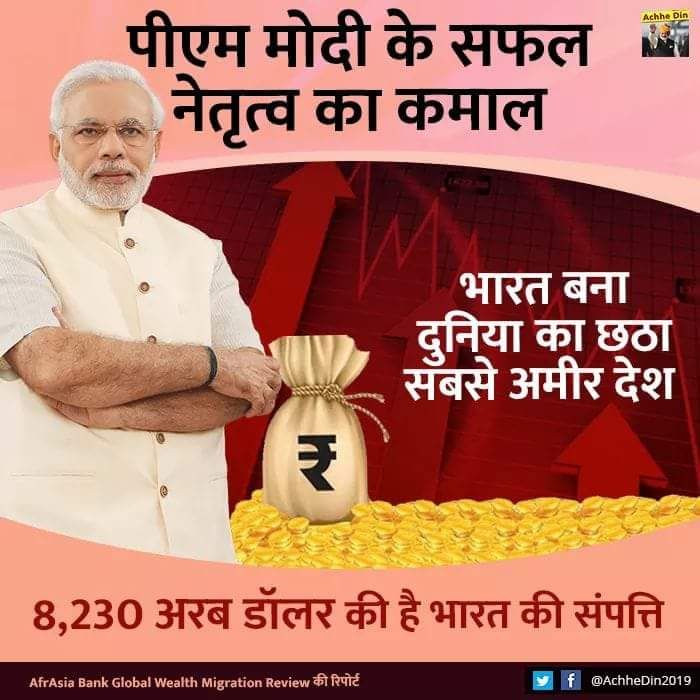 Achhe Din
पीएम मोदी के सफल
नेतृत्व का कमाल
भारत बना
दुनिया का छठा
सबसे अमीर देश
₹
8,230 अरब डॉलर की है भारत की संपत्ति
AfrAsia Bank Global Wealth Migration Review की रिपोर्ट
@AchheDin2019